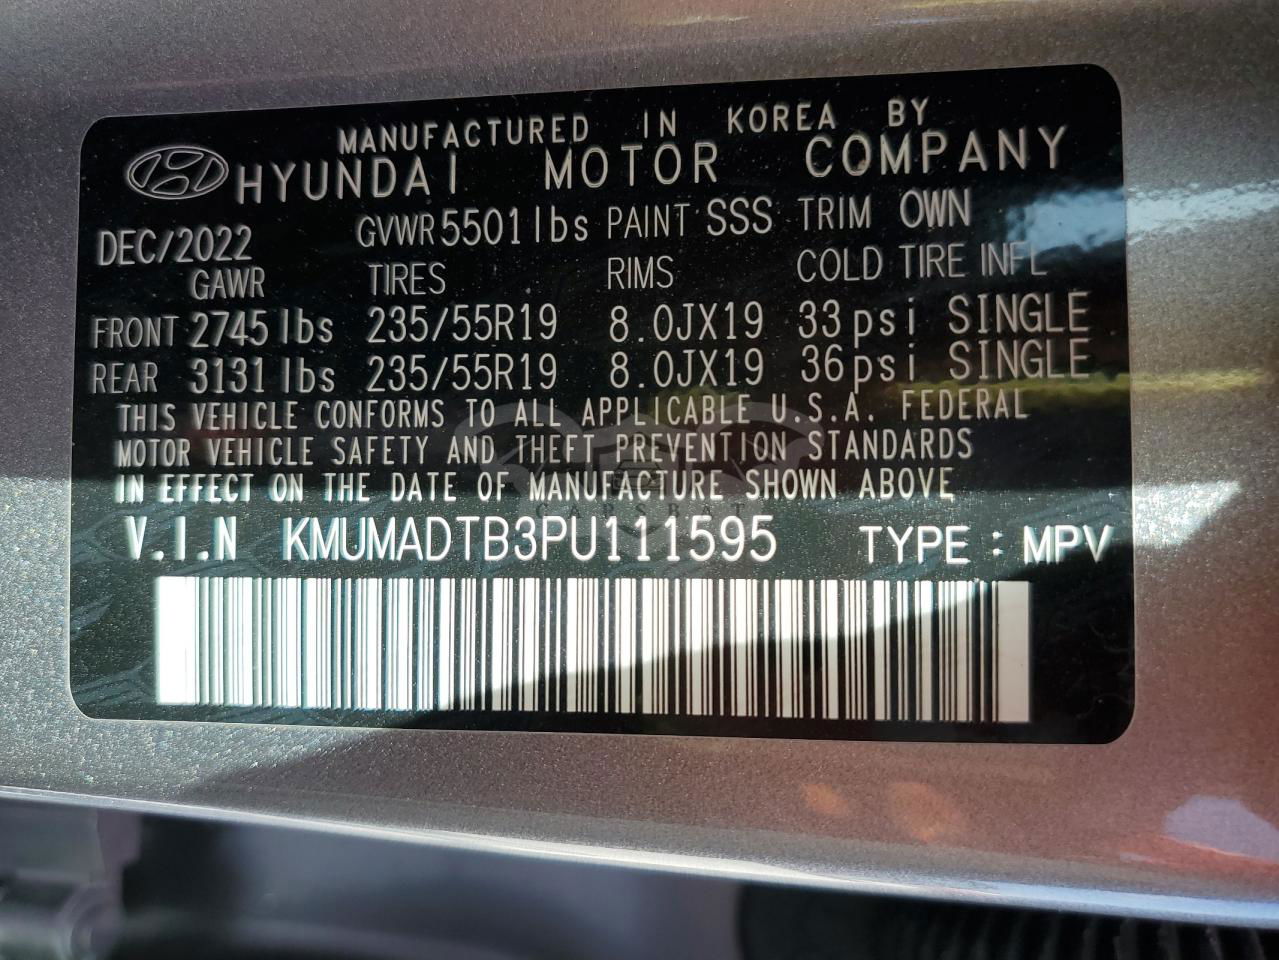 MANUFACTURED IN KOREA BY
HYUNDAI MOTOR COMPANY
DEC/2022 GVWR 5501 lbs PAINT SSS TRIM OWN
GAWR TIRES RIMS COLD TIRE INFL
FRONT 2745 lbs 235/55R19 8.0JX19 33 psi SINGLE
REAR 3131 lbs 235/55R19 8.0JX19 36 psi SINGLE
THIS VEHICLE CONFORMS TO ALL APPLICABLE U.S.A. FEDERAL
MOTOR VEHICLE SAFETY AND THEFT PREVENTION STANDARDS
IN EFFECT ON THE DATE OF MANUFACTURE SHOWN ABOVE
CARSBAT
V.I.N KMUMADTB3PU111595 TYPE : MPV